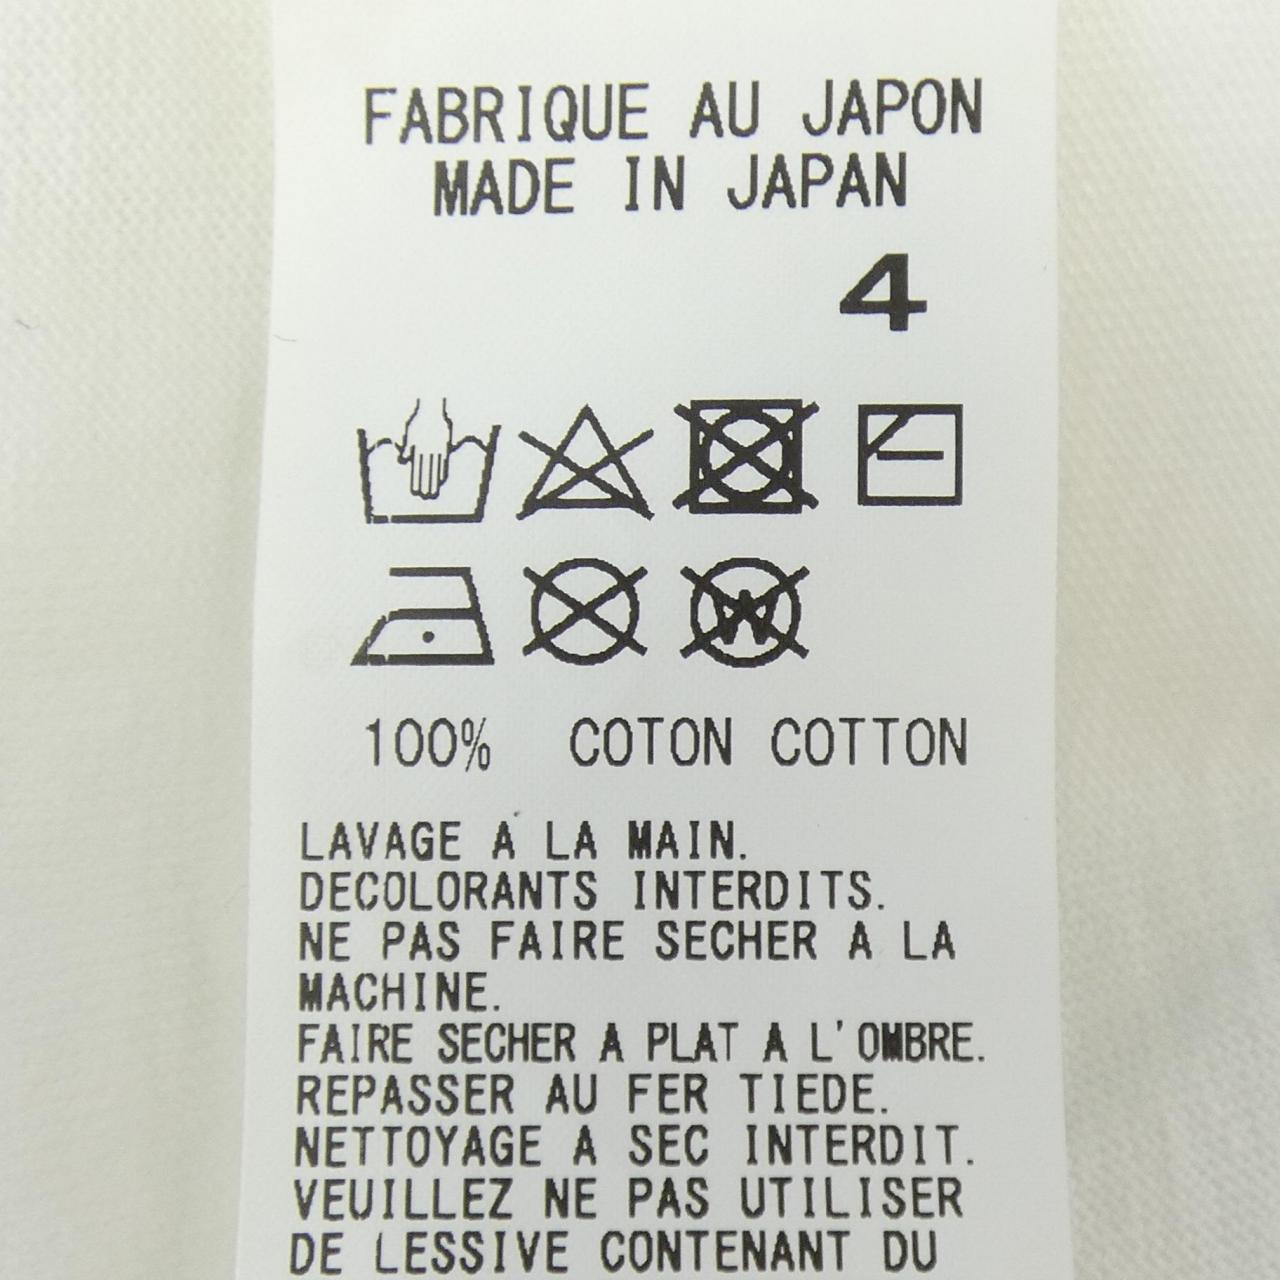 FABRIQUE AU JAPON
MADE IN JAPAN
4
W
100% COTON COTTON
LAVAGE A LA MAIN.
DECOLORANTS INTERDITS.
NE PAS FAIRE SECHER A LA
MACHINE.
FAIRE SECHER A PLAT A L'OMBRE.
REPASSER AU FER TIEDE.
NETTOYAGE A SEC INTERDIT.
VEUILLEZ NE PAS UTILISER
DE LESSIVE CONTENANT DU